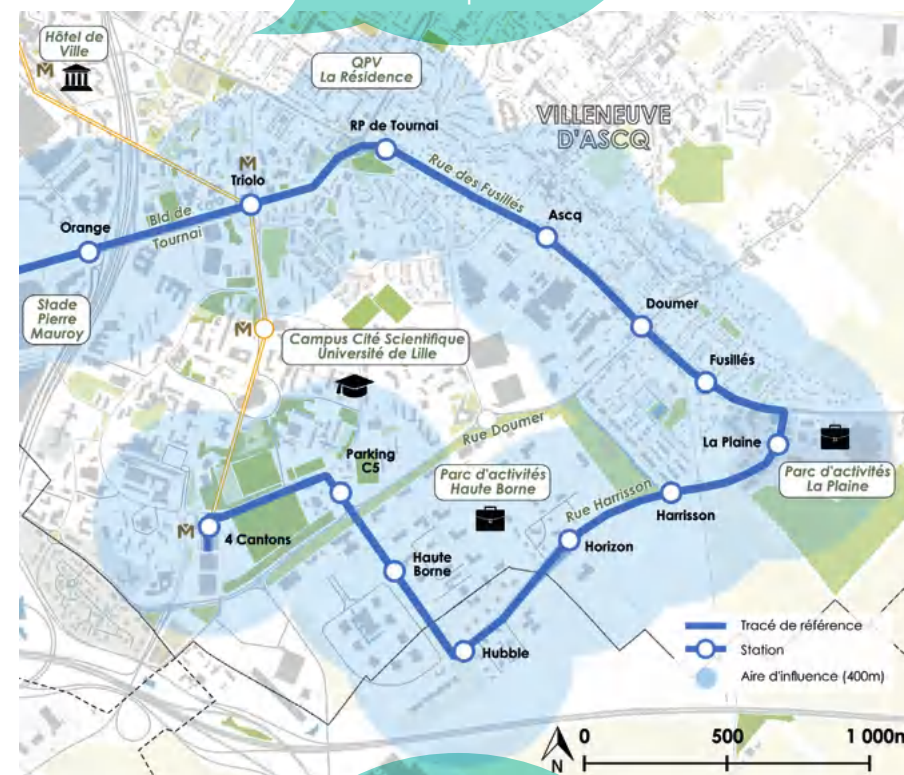 Hôtel de
Ville
M
QPV
La Résidence
RP de Tournai
VILLENEUVE
D'ASCQ
M
Triolo
Rue des Fusillés
Orange
Bld de
Tournai
Ascq
Stade
Pierre
Mauroy
M
Campus Cité Scientifique
Université de Lille
Doumer
Fusillés
Rue Doumer
La Plaine
Parking
C5
Parc d'activités
Haute Borne
Parc d'activités
La Plaine
Rue Harrisson
Harrisson
M
4 Cantons
Horizon
Haute
Borne
Hubble
Tracé de référence
Station
Aire d'influence (400m)
N
0 500 1 000m